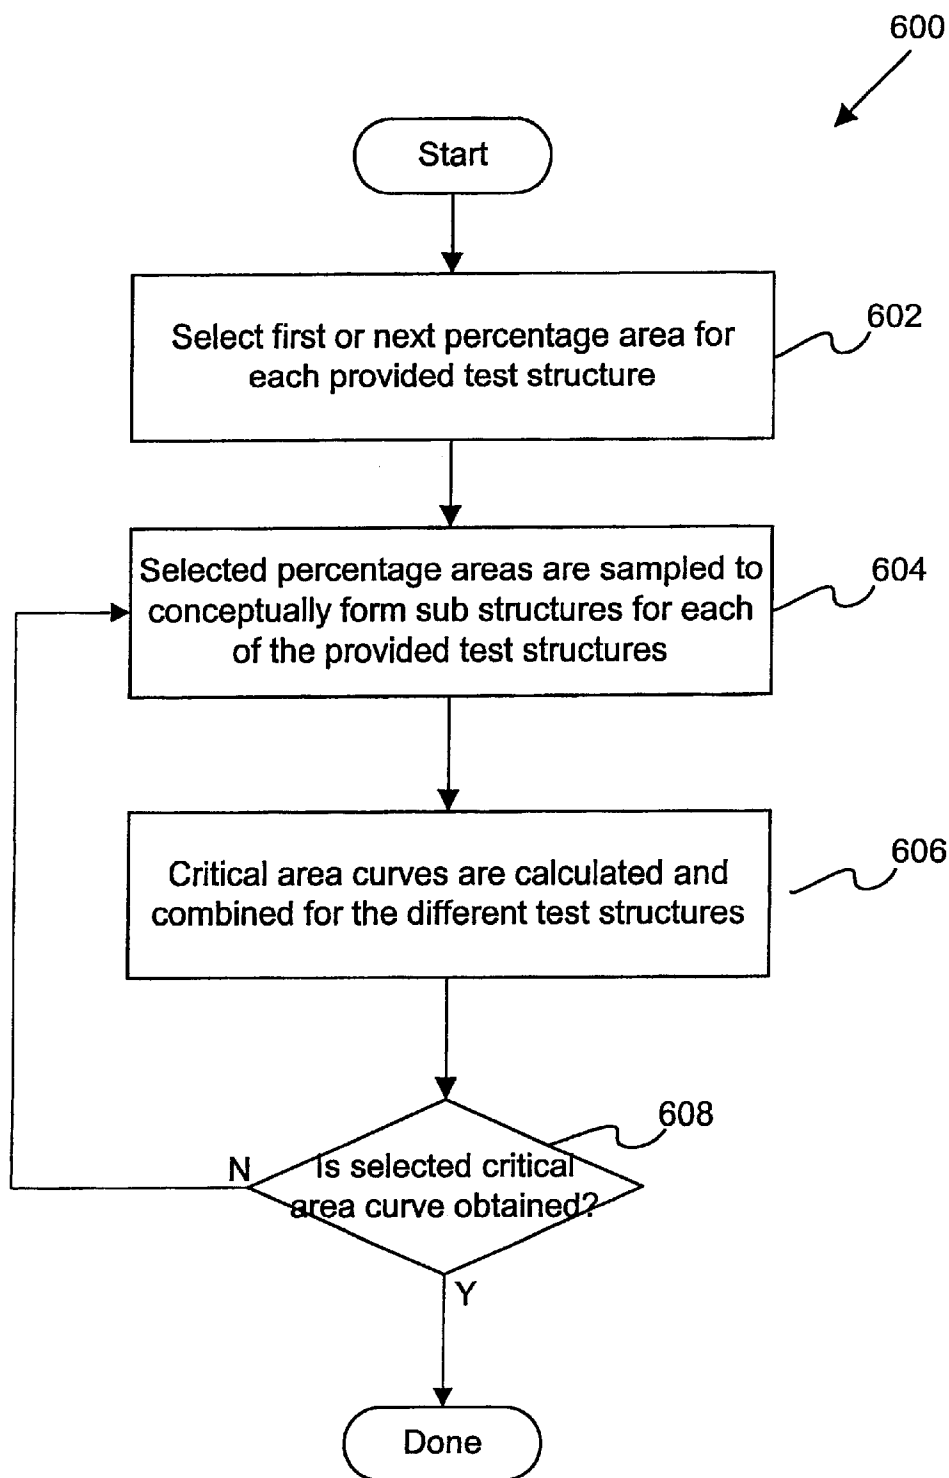 600
Start
Select first or next percentage area for
each provided test structure
602
Selected percentage areas are sampled to
conceptually form sub structures for each
of the provided test structures
604
Critical area curves are calculated and
combined for the different test structures
606
608
N
Is selected critical
area curve obtained?
Y
Done